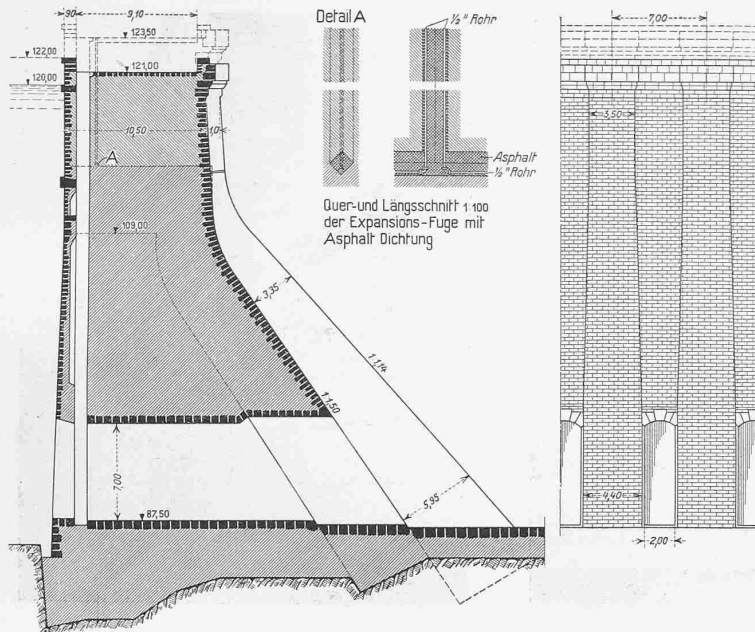 90
9,10
123,50
122,00
121,00
120,00
10,50
1,0
A
109,00
3,35
1:1,14
1:1,50
7,00
5,95
87,50
Detail A
½" Rohr
Asphalt
½" Rohr
Quer- und Längsschnitt 1:100
der Expansions-Fuge mit
Asphalt Dichtung
7,00
3,50
4,40
2,00